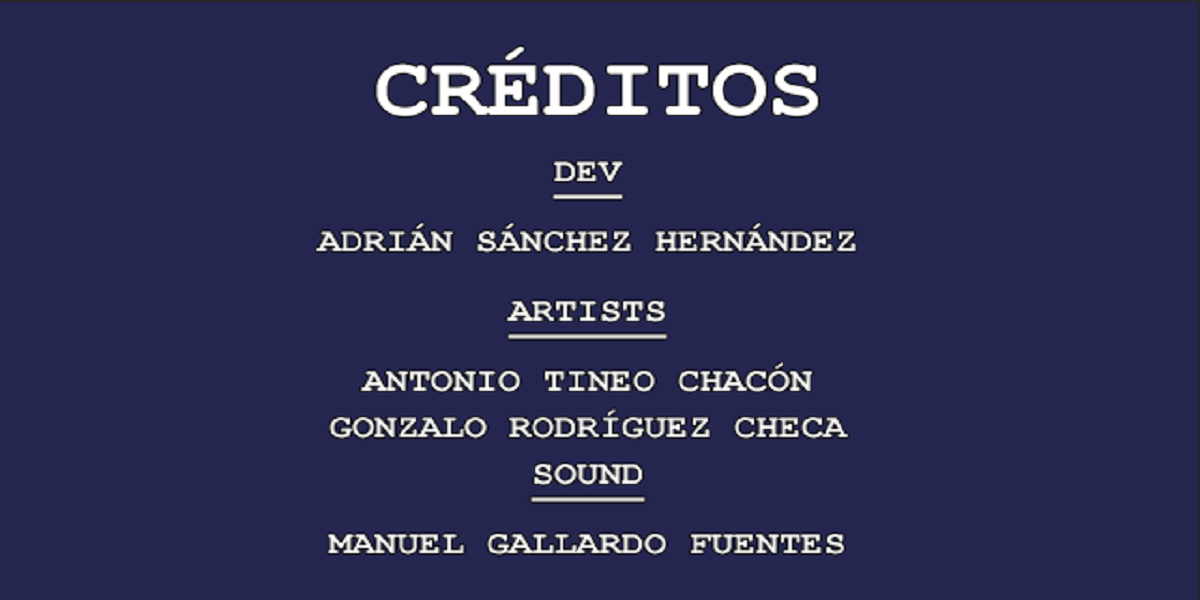 CRÉDITOS
DEV
ADRIÁN SÁNCHEZ HERNÁNDEZ
ARTISTS
ANTONIO TINEO CHACÓN
GONZALO RODRÍGUEZ CHECA
SOUND
MANUEL GALLARDO FUENTES